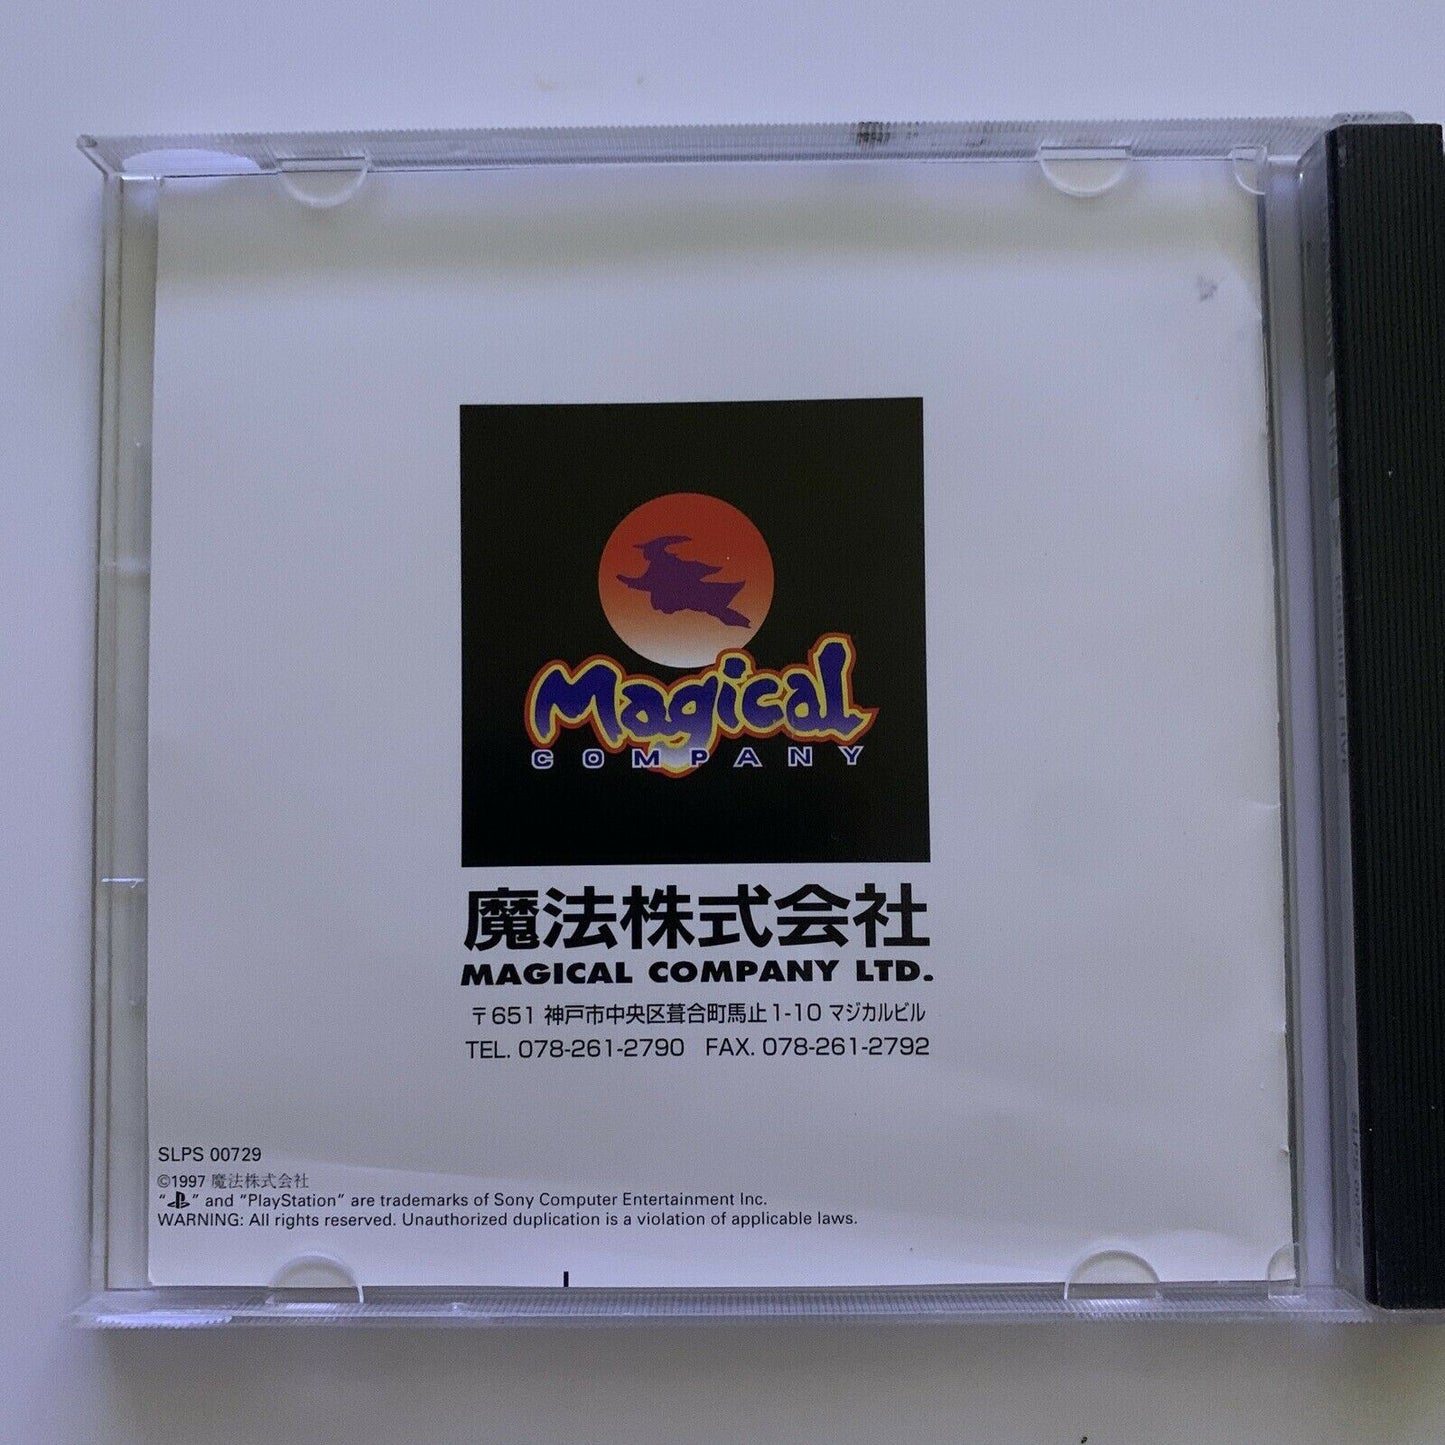 Magical
COMPANY
魔法株式会社
MAGICAL COMPANY LTD.
〒651 神戸市中央区葺合町馬止1-10 マジカルビル
TEL. 078-261-2790 FAX. 078-261-2792
SLPS 00729
©1997 魔法株式会社
“ ” and “PlayStation” are trademarks of Sony Computer Entertainment Inc.
WARNING: All rights reserved. Unauthorized duplication is a violation of applicable laws.